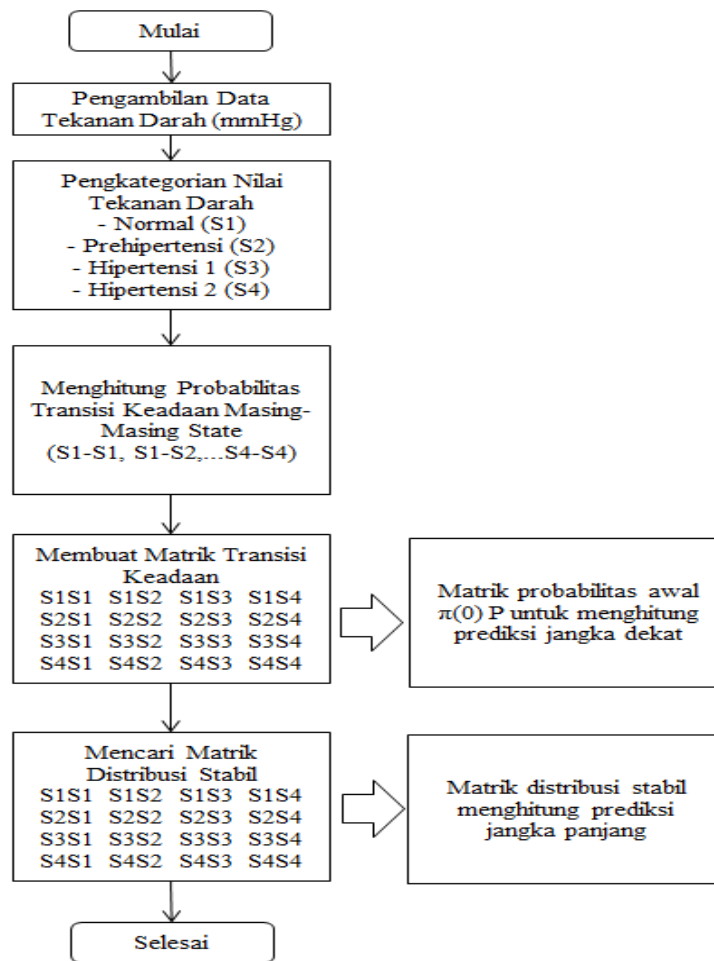 Mulai
Pengambilan Data
Tekanan Darah (mmHg)
Pengkategorian Nilai
Tekanan Darah
- Normal (S1)
- Prehipertensi (S2)
- Hipertensi 1 (S3)
- Hipertensi 2 (S4)
Menghitung Probabilitas
Transisi Keadaan Masing-
Masing State
(S1-S1, S1-S2,...S4-S4)
Membuat Matrik Transisi
Keadaan
S1S1 S1S2 S1S3 S1S4
S2S1 S2S2 S2S3 S2S4
S3S1 S3S2 S3S3 S3S4
S4S1 S4S2 S4S3 S4S4
Matrik probabilitas awal
π(0) P untuk menghitung
prediksi jangka dekat
Mencari Matrik
Distribusi Stabil
S1S1 S1S2 S1S3 S1S4
S2S1 S2S2 S2S3 S2S4
S3S1 S3S2 S3S3 S3S4
S4S1 S4S2 S4S3 S4S4
Matrik distribusi stabil
menghitung prediksi
jangka panjang
Selesai